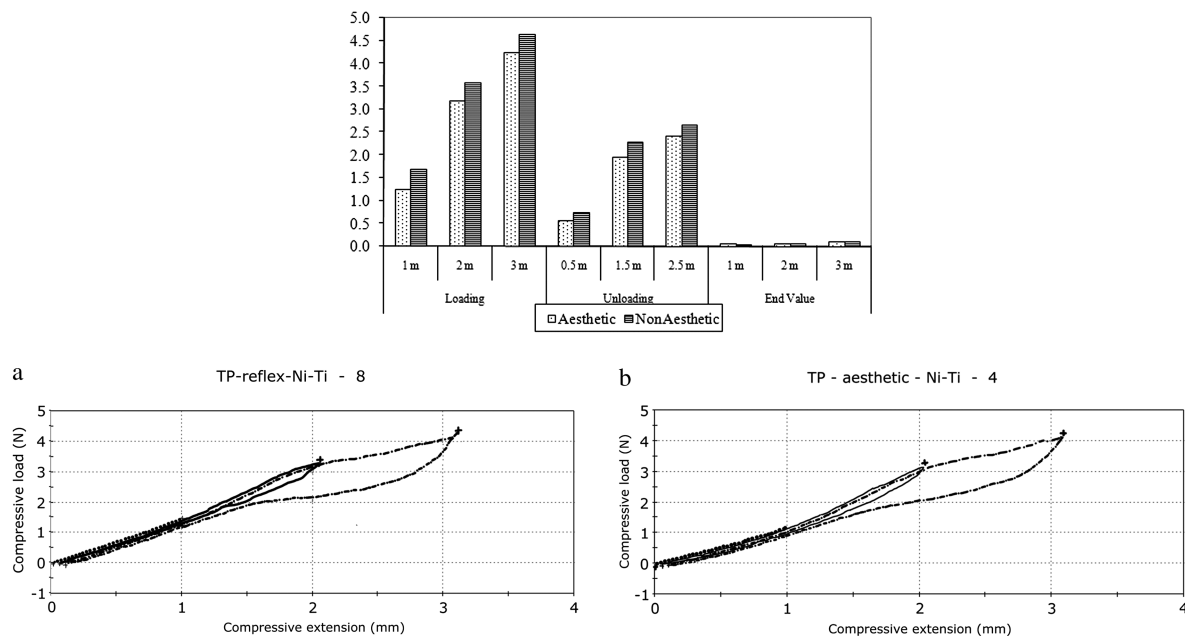 5.0
4.5
4.0
3.5
3.0
2.5
2.0
1.5
1.0
0.5
0.0
1 m 2 m 3 m 0.5 m 1.5 m 2.5 m 1 m 2 m 3 m
Loading Unloading End Value
Aesthetic NonAesthetic
a
TP-reflex-Ni-Ti - 8
Compressive load (N)
5
4
3
2
1
0
-1
0 1 2 3 4
Compressive extension (mm)
b
TP - aesthetic - Ni-Ti - 4
Compressive load (N)
5
4
3
2
1
0
-1
0 1 2 3 4
Compressive extension (mm)